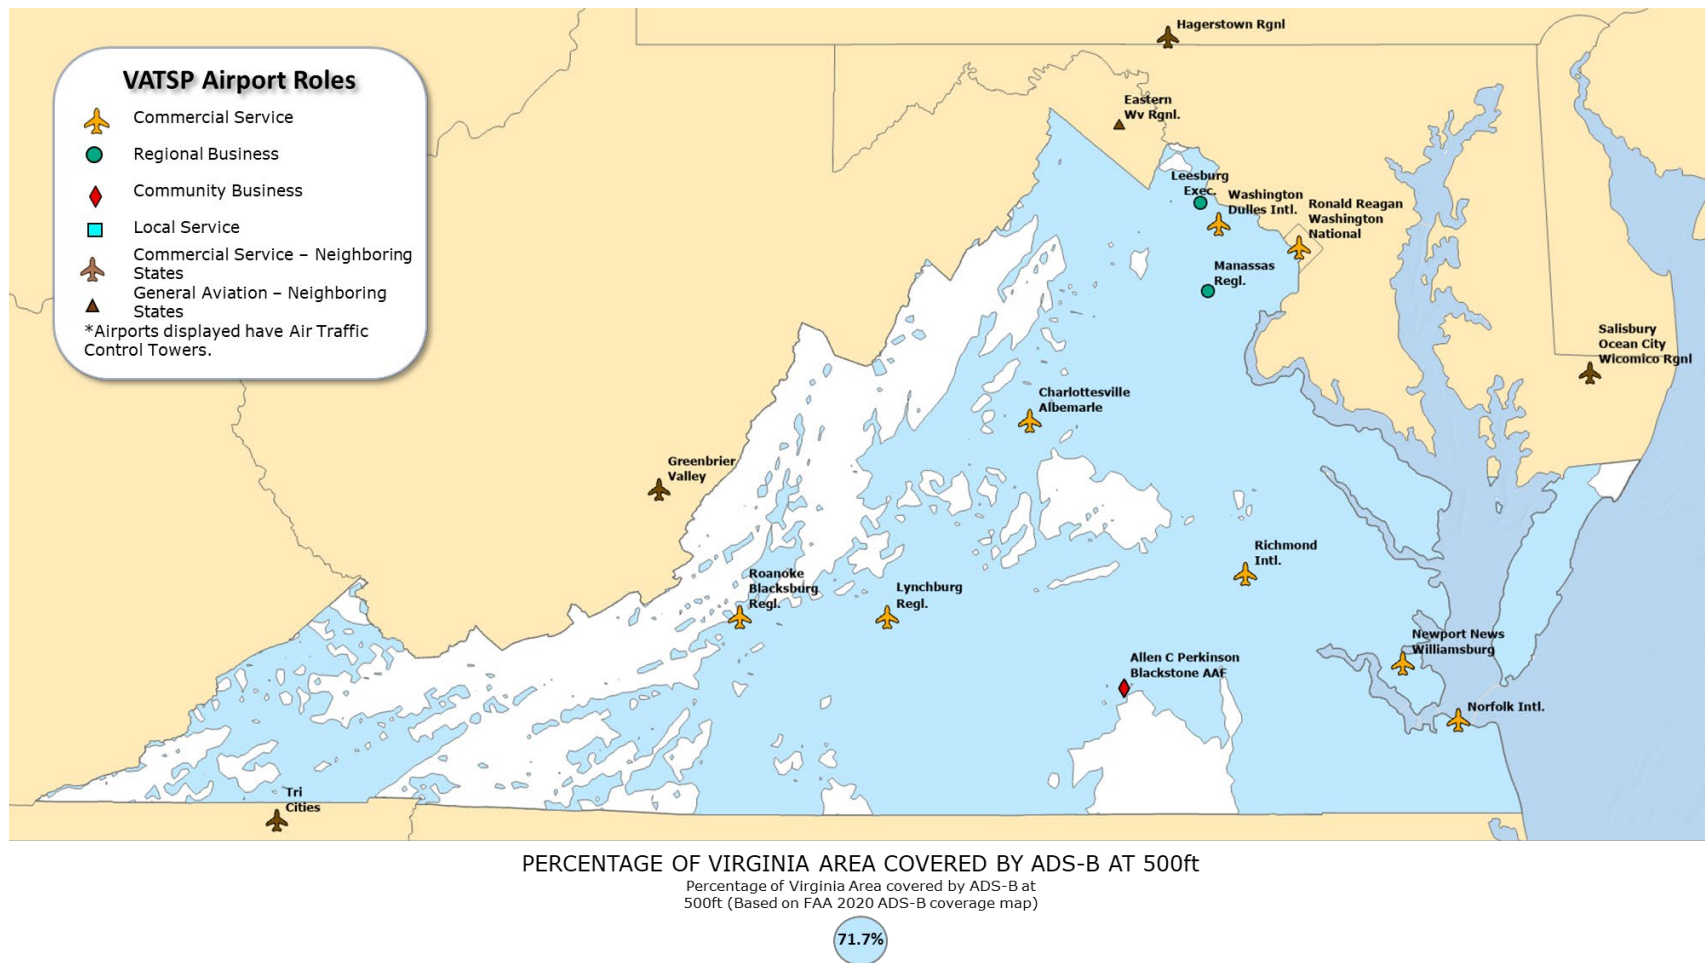 Hagerstown Rgnl
VATSP Airport Roles
Commercial Service
Regional Business
Community Business
Local Service
Commercial Service – Neighboring
States
General Aviation – Neighboring
States
*Airports displayed have Air Traffic
Control Towers.
Eastern
Wv Rgnl.
Leesburg
Exec.
Washington
Dulles Intl.
Ronald Reagan
Washington
National
Manassas
Regl.
Salisbury
Ocean City
Wicomico Rgnl
Charlottesville
Albemarle
Greenbrier
Valley
Richmond
Intl.
Roanoke
Blacksburg
Regl.
Lynchburg
Regl.
Newport News
Williamsburg
Allen C Perkinson
Blackstone AAF
Norfolk Intl.
Tri
Cities
PERCENTAGE OF VIRGINIA AREA COVERED BY ADS-B AT 500ft
Percentage of Virginia Area covered by ADS-B at
500ft (Based on FAA 2020 ADS-B coverage map)
71.7%